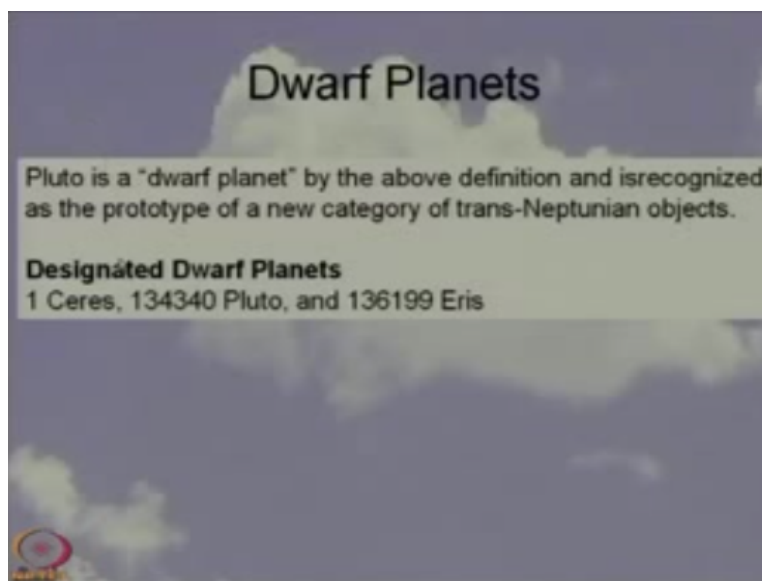 Dwarf Planets
Pluto is a "dwarf planet" by the above definition and isrecognized
as the prototype of a new category of trans-Neptunian objects.
Designated Dwarf Planets
1 Ceres, 134340 Pluto, and 136199 Eris